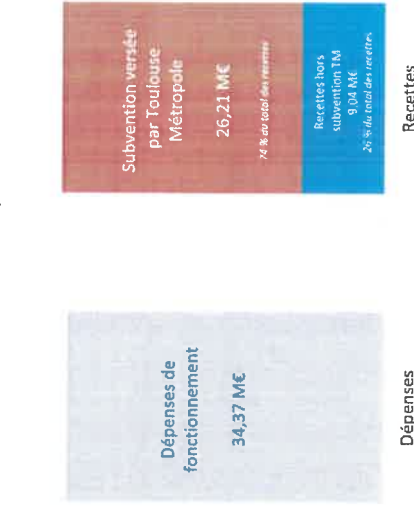 Subvention versée
par Toulouse
Métropole
26,21 M€
74 % du total des recettes
Recettes hors
subvention TM
9,04 M€
26 % du total des recettes
Recettes
Dépenses de
fonctionnement
34,37 M€
Dépenses